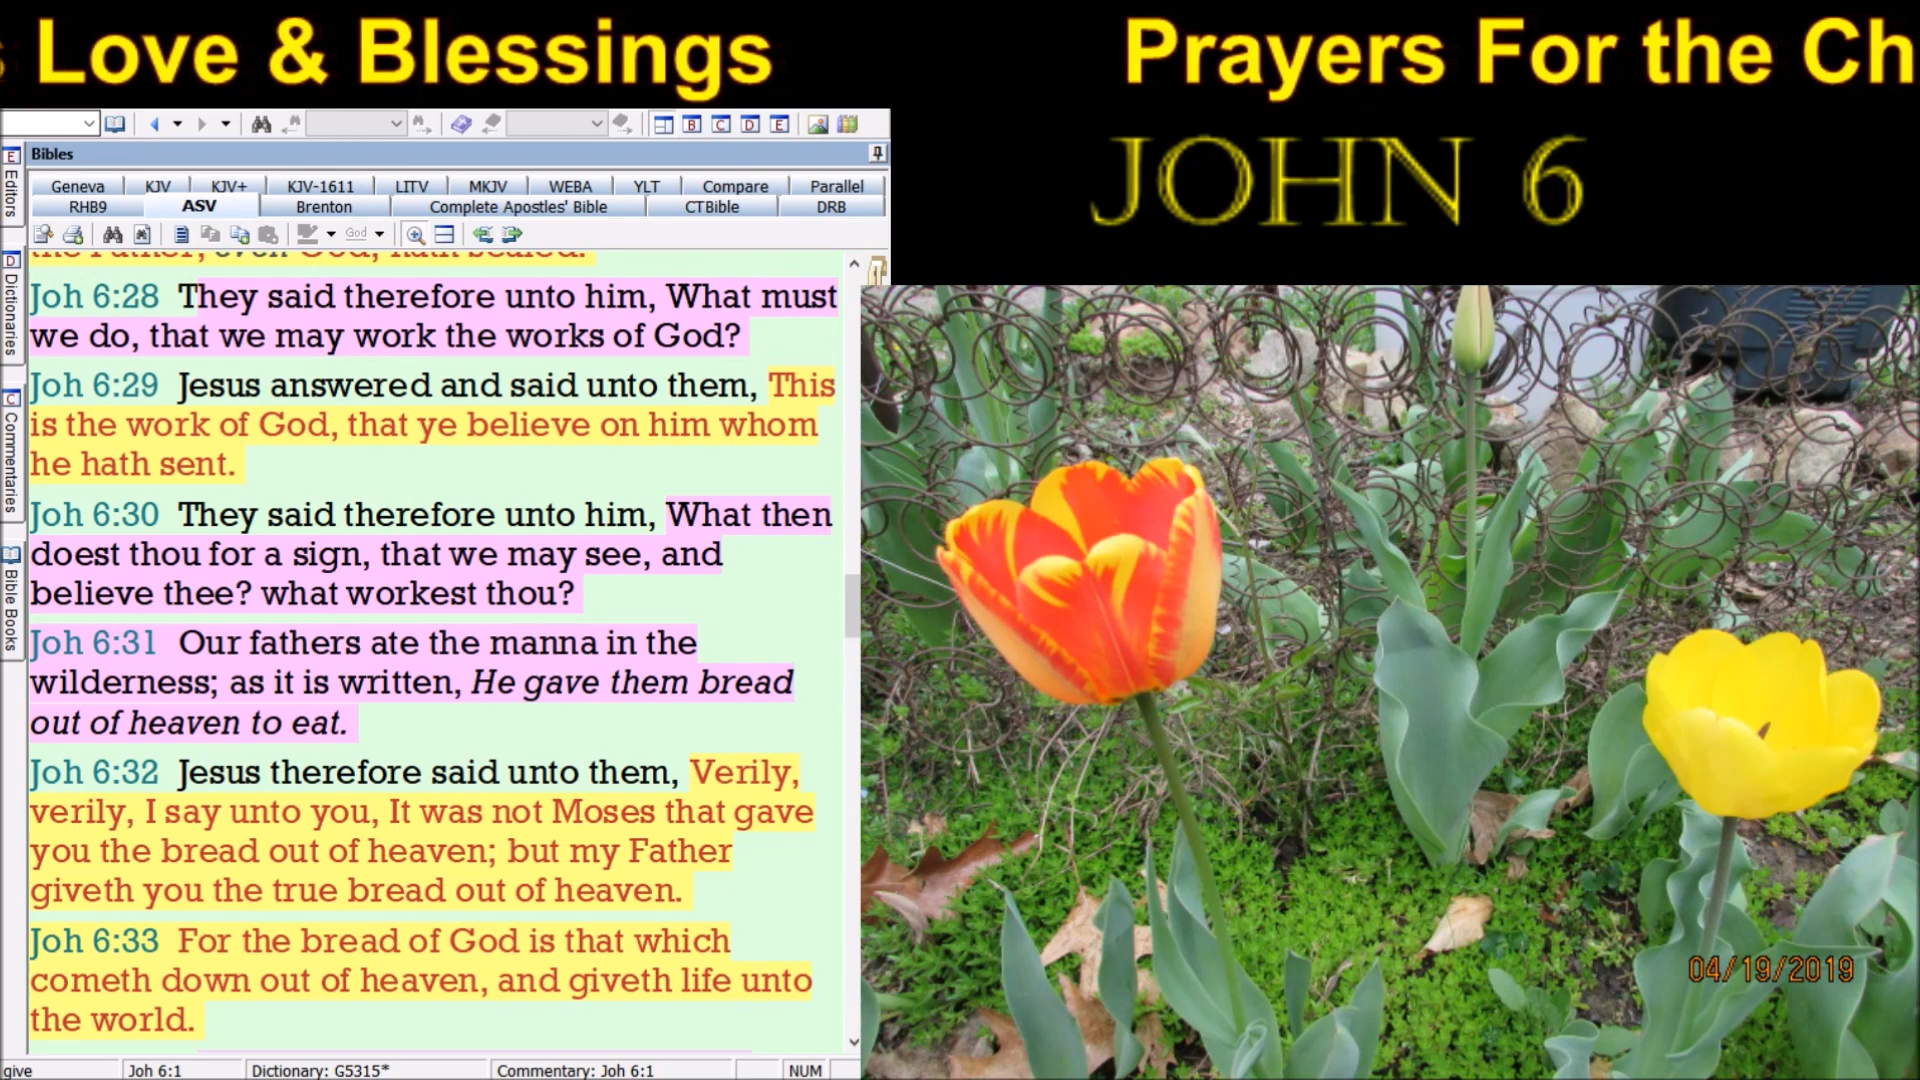 Love & Blessings
Prayers For the Ch
JOHN 6
Bibles
Geneva KJV KJV+ KJV-1611 LITV MKJV WEBA YLT Compare Parallel
RHB9 ASV Brenton Complete Apostles' Bible CTBible DRB
God
Editors
Dictionaries
Commentaries
Bible Books
the Father, even God, hath sealed.
Joh 6:28 They said therefore unto him, What must
we do, that we may work the works of God?
Joh 6:29 Jesus answered and said unto them, This
is the work of God, that ye believe on him whom
he hath sent.
Joh 6:30 They said therefore unto him, What then
doest thou for a sign, that we may see, and
believe thee? what workest thou?
Joh 6:31 Our fathers ate the manna in the
wilderness; as it is written, He gave them bread
out of heaven to eat.
Joh 6:32 Jesus therefore said unto them, Verily,
verily, I say unto you, It was not Moses that gave
you the bread out of heaven; but my Father
giveth you the true bread out of heaven.
Joh 6:33 For the bread of God is that which
cometh down out of heaven, and giveth life unto
the world.
04/19/2019
give Joh 6:1 Dictionary: G5315* Commentary: Joh 6:1 NUM